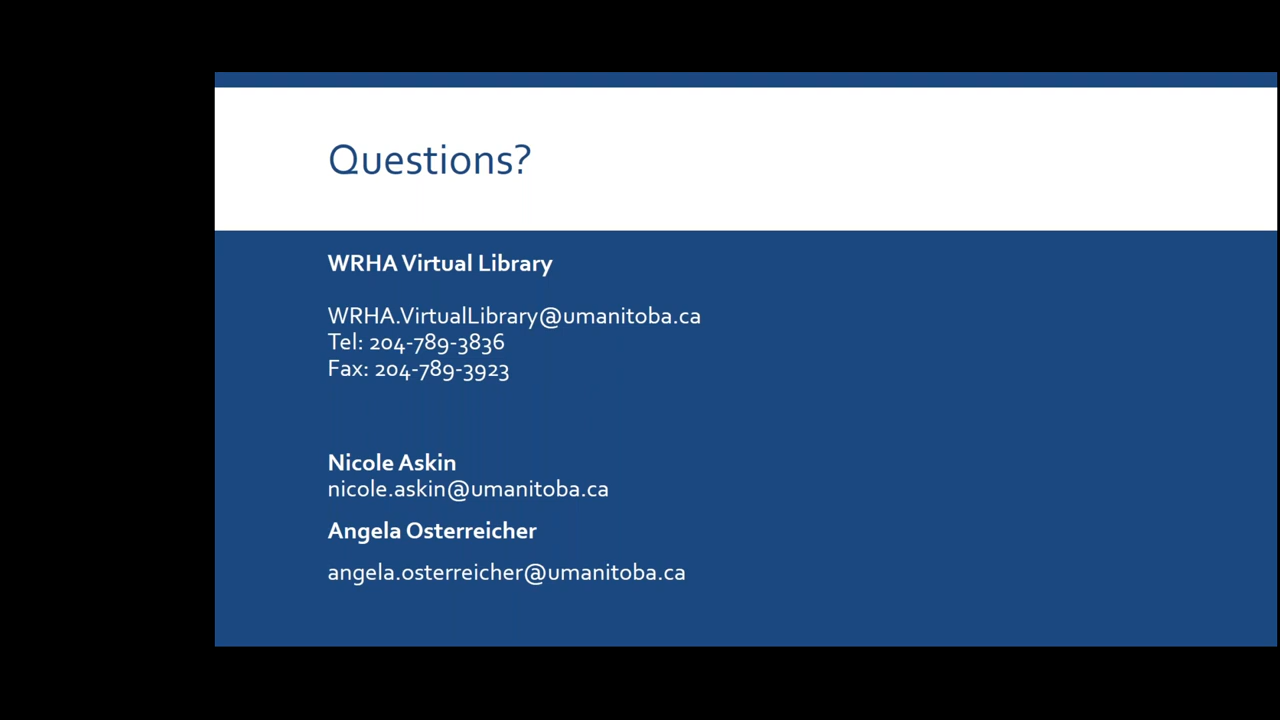 Questions?
WRHA Virtual Library
WRHA.VirtualLibrary@umanitoba.ca
Tel: 204-789-3836
Fax: 204-789-3923
Nicole Askin
nicole.askin@umanitoba.ca
Angela Osterreicher
angela.osterreicher@umanitoba.ca